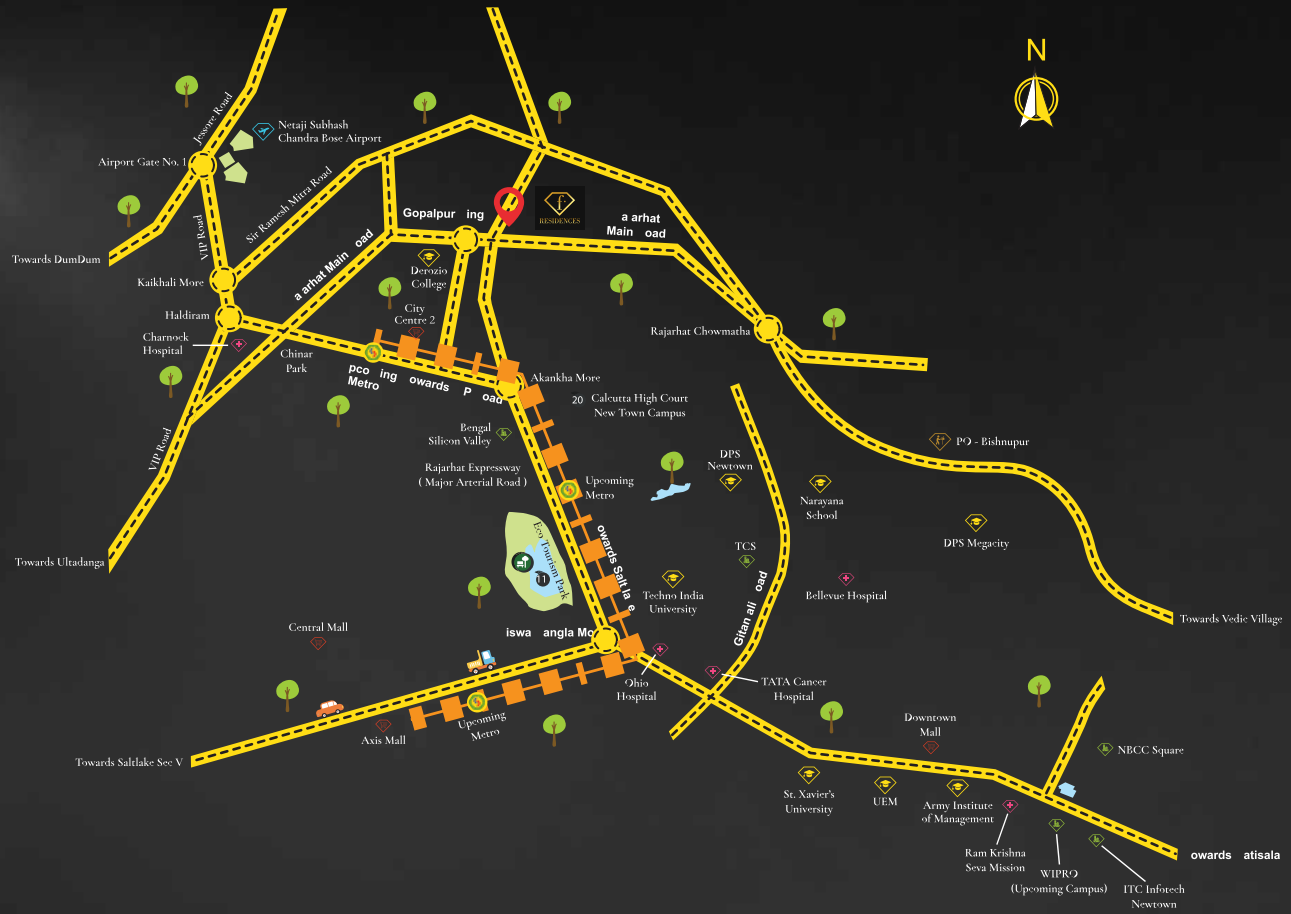 N
Jessore Road
Netaji Subhash
Chandra Bose Airport
Airport Gate No. 1
Sir Ramesh Mitra Road
VIP Road
f
RESIDENCES
Gopalpur ing
a arhat
Main oad
a arhat Main oad
Towards DumDum
Derozio
College
Kaikhali More
City
Centre 2
Haldiram
Rajarhat Chowmatha
Charnock
Hospital
Chinar
Park
pco ing owards P oad
Metro
Akankha More
20 Calcutta High Court
New Town Campus
Bengal
Silicon Valley
VIP Road
PO - Bishnupur
DPS
Newtown
Rajarhat Expressway
( Major Arterial Road )
Upcoming
Metro
Narayana
School
DPS Megacity
Eco Tourism Park
11
owards Salt la e
TCS
Towards Ultadanga
Gitan ali oad
Techno India
University
Bellevue Hospital
Towards Vedic Village
Central Mall
iswa angla Mo
Ohio
Hospital
TATA Cancer
Hospital
Upcoming
Metro
Axis Mall
Downtown
Mall
NBCC Square
Towards Saltlake Sec V
St. Xavier's
University
UEM
Army Institute
of Management
Ram Krishna
Seva Mission
WIPRO
(Upcoming Campus)
ITC Infotech
Newtown
owards atisala